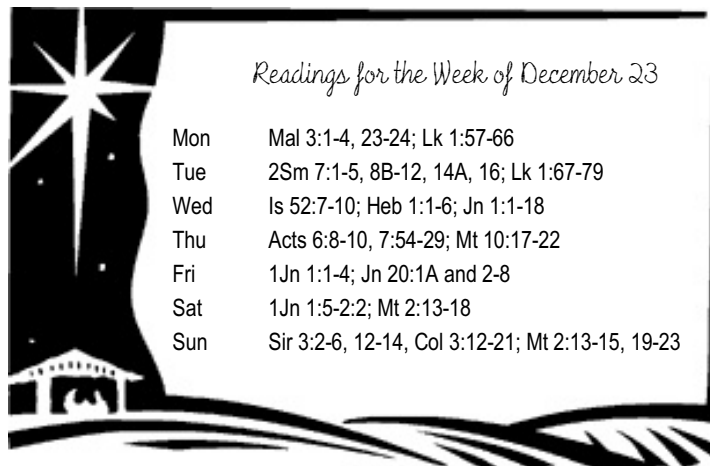 Readings for the Week of December 23
Mon Mal 3:1-4, 23-24; Lk 1:57-66
Tue 2Sm 7:1-5, 8B-12, 14A, 16; Lk 1:67-79
Wed Is 52:7-10; Heb 1:1-6; Jn 1:1-18
Thu Acts 6:8-10, 7:54-29; Mt 10:17-22
Fri 1Jn 1:1-4; Jn 20:1A and 2-8
Sat 1Jn 1:5-2:2; Mt 2:13-18
Sun Sir 3:2-6, 12-14, Col 3:12-21; Mt 2:13-15, 19-23